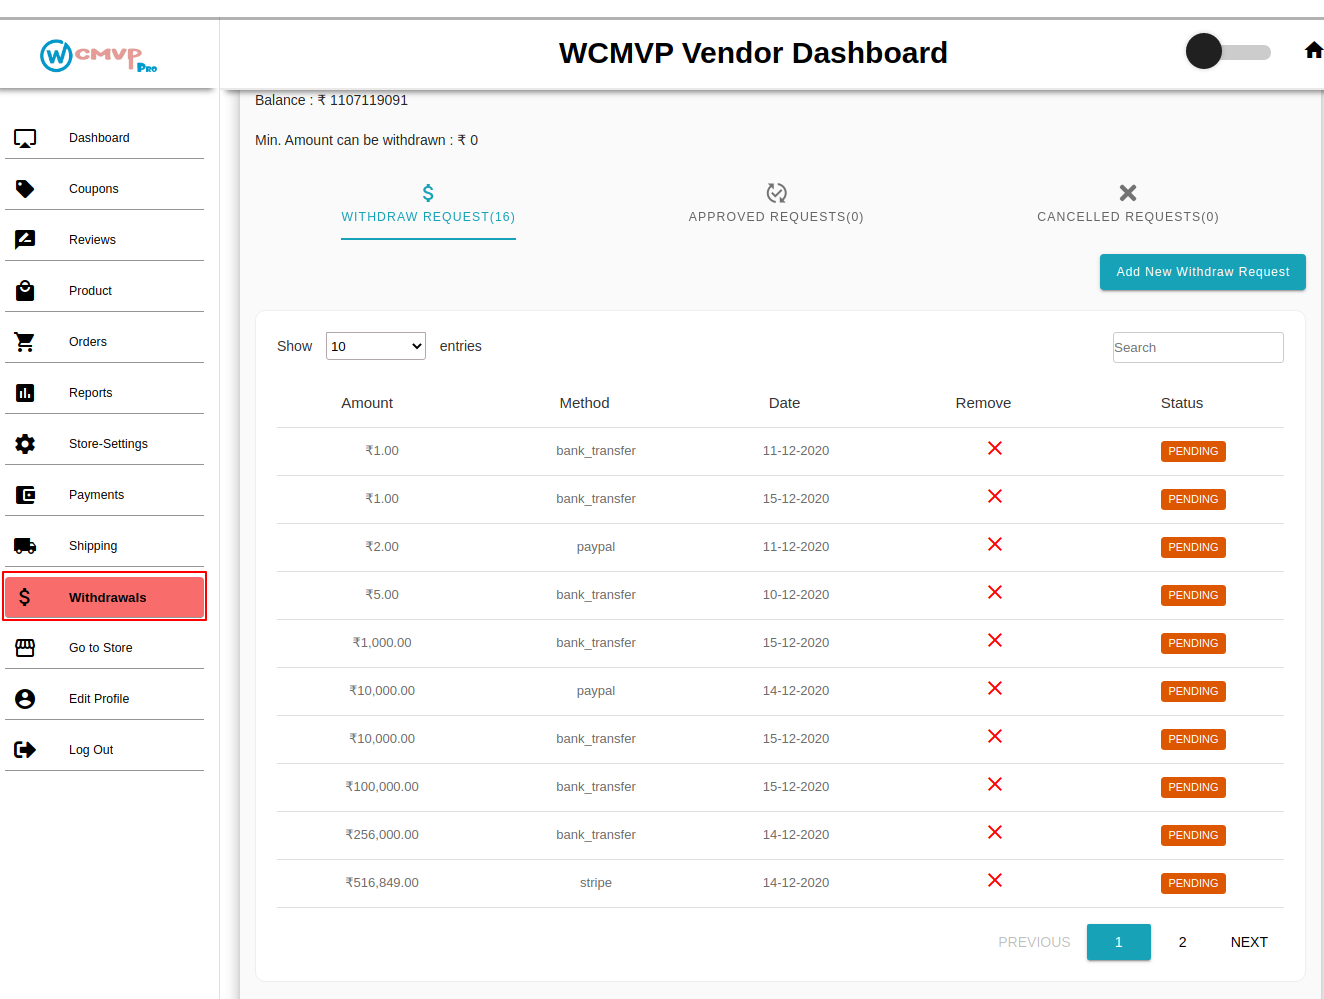 WCMVP Pro
WCMVP Vendor Dashboard
Balance : ₹ 1107119091
Min. Amount can be withdrawn : ₹ 0
Dashboard
Coupons
Reviews
Product
Orders
Reports
Store-Settings
Payments
Shipping
Withdrawals
Go to Store
Edit Profile
Log Out
WITHDRAW REQUEST(16) APPROVED REQUESTS(0) CANCELLED REQUESTS(0)
Add New Withdraw Request
Show 10 entries Search
Amount Method Date Remove Status
₹1.00 bank_transfer 11-12-2020 PENDING
₹1.00 bank_transfer 15-12-2020 PENDING
₹2.00 paypal 11-12-2020 PENDING
₹5.00 bank_transfer 10-12-2020 PENDING
₹1,000.00 bank_transfer 15-12-2020 PENDING
₹10,000.00 paypal 14-12-2020 PENDING
₹10,000.00 bank_transfer 15-12-2020 PENDING
₹100,000.00 bank_transfer 15-12-2020 PENDING
₹256,000.00 bank_transfer 14-12-2020 PENDING
₹516,849.00 stripe 14-12-2020 PENDING
PREVIOUS 1 2 NEXT